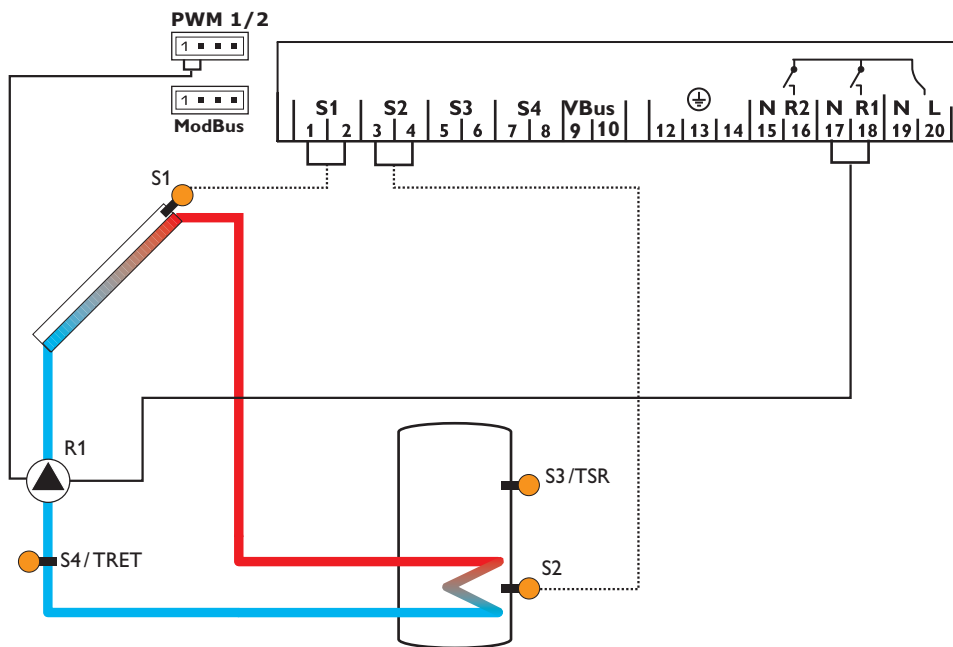 PWM 1/2
1
ModBus
1
S1 S2 S3 S4 VBus N R2 N R1 N L
1 2 3 4 5 6 7 8 9 10 12 13 14 15 16 17 18 19 20
S1
R1
S3/TSR
S4/TRET
S2